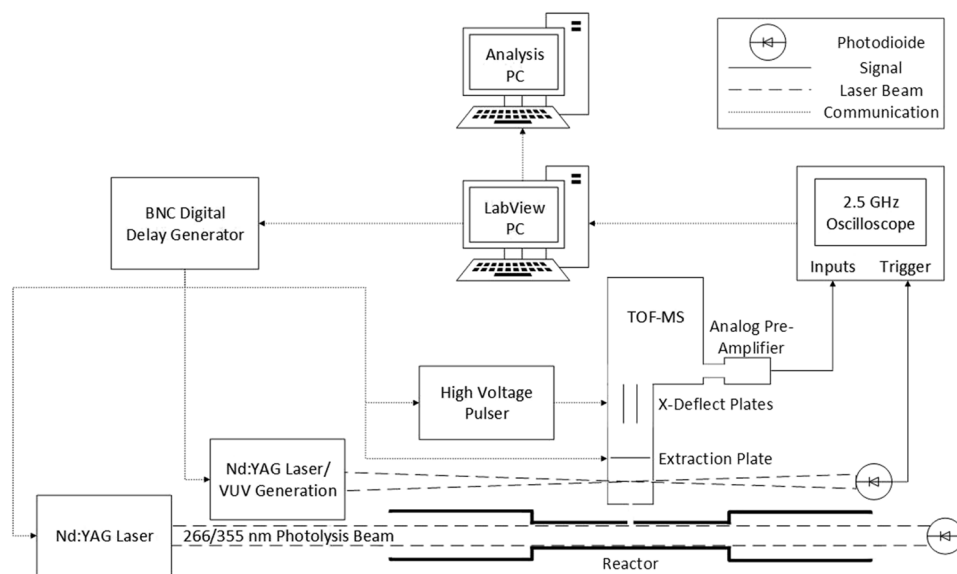 Analysis
PC
Photodioide
Signal
Laser Beam
Communication
BNC Digital
Delay Generator
LabView
PC
2.5 GHz
Oscilloscope
Inputs Trigger
TOF-MS
Analog Pre-
Amplifier
High Voltage
Pulser
X-Deflect Plates
Extraction Plate
Nd:YAG Laser/
VUV Generation
Nd:YAG Laser
266/355 nm Photolysis Beam
Reactor